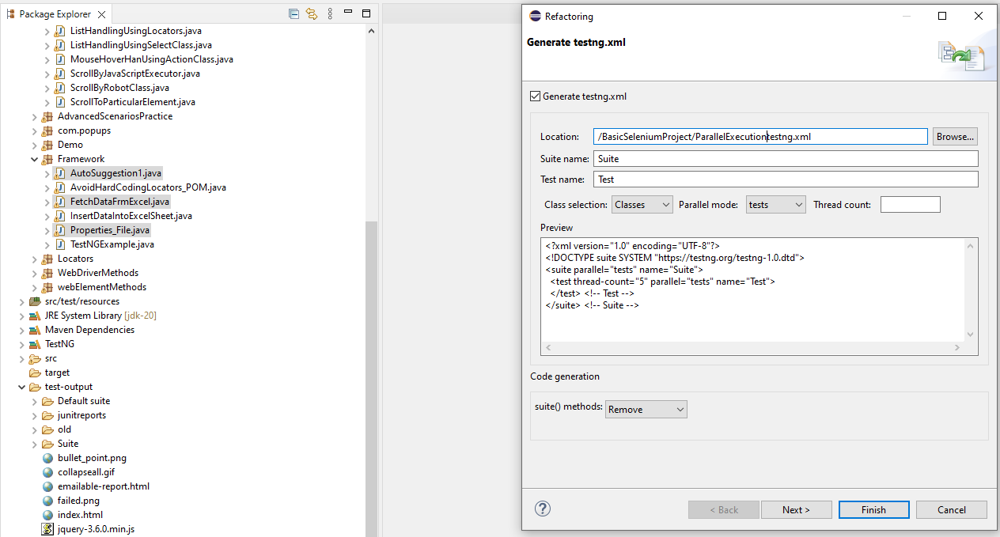 Package Explorer
ListHandlingUsingLocators.java
ListHandlingUsingSelectClass.java
MouseHoverHanUsingActionClass.java
ScrollByJavaScriptExecutor.java
ScrollByRobotClass.java
ScrollToParticularElement.java
AdvancedScenariosPractice
com.popups
Demo
Framework
AutoSuggestion1.java
AvoidHardCodingLocators_POM.java
FetchDataFrmExcel.java
InsertDataIntoExcelSheet.java
Properties_File.java
TestNGExample.java
Locators
WebDriverMethods
webElementMethods
src/test/resources
JRE System Library [jdk-20]
Maven Dependencies
TestNG
src
target
test-output
Default suite
junitreports
old
Suite
bullet_point.png
collapseall.gif
emailable-report.html
failed.png
index.html
jquery-3.6.0.min.js
Refactoring
Generate testng.xml
Generate testng.xml
Location: /BasicSeleniumProject/ParallelExecutiontestng.xml Browse...
Suite name: Suite
Test name: Test
Class selection: Classes Parallel mode: tests Thread count:
Preview
<?xml version="1.0" encoding="UTF-8"?>
<!DOCTYPE suite SYSTEM "https://testng.org/testng-1.0.dtd">
<suite parallel="tests" name="Suite">
<test thread-count="5" parallel="tests" name="Test">
</test> <!-- Test -->
</suite> <!-- Suite -->
Code generation
suite() methods: Remove
? < Back Next > Finish Cancel